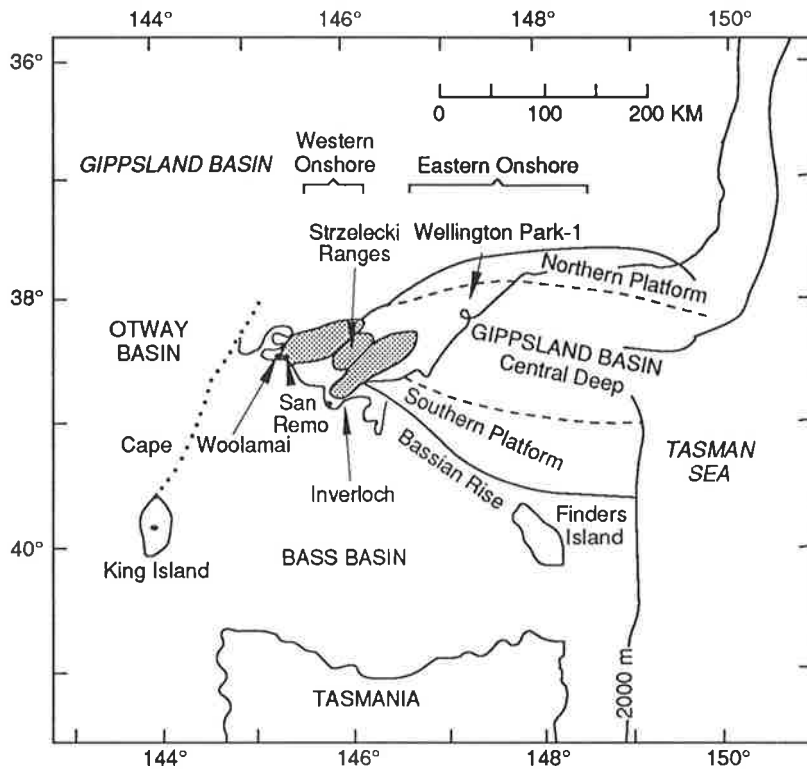 144°
146°
148°
150°
36°
0 100 200 KM
GIPPSLAND BASIN
Western
Onshore
Eastern Onshore
Strzelecki
Ranges
Wellington Park-1
Northern Platform
38°
OTWAY
BASIN
GIPPSLAND BASIN
Central Deep
San
Remo
Cape Woolamai
Southern Platform
TASMAN
SEA
Bassian Rise
Inverloch
Finders
Island
40°
King Island
BASS BASIN
2000 m
TASMANIA
144°
146°
148°
150°